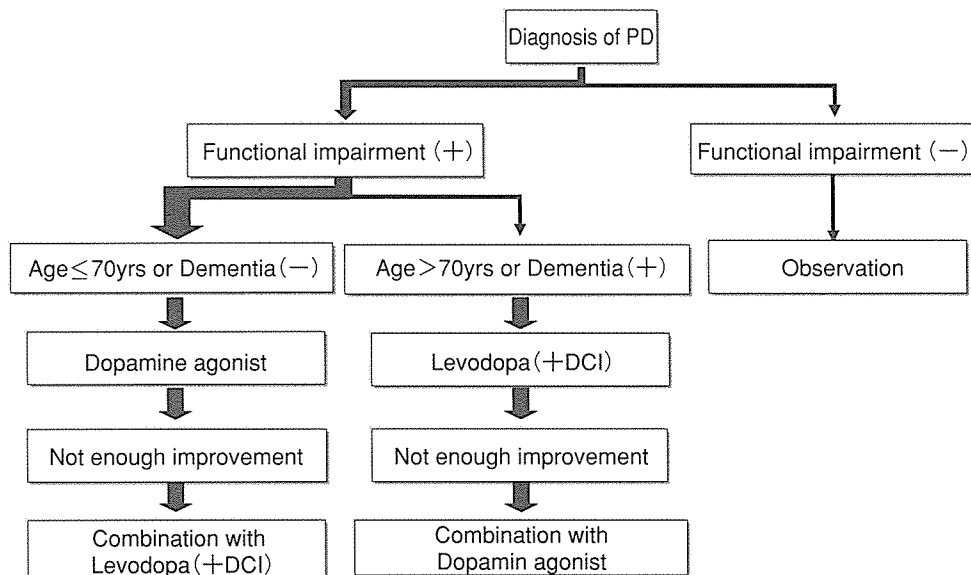 Diagnosis of PD
Functional impairment (+)
Functional impairment (−)
Age≤70yrs or Dementia(−)
Age>70yrs or Dementia(+)
Observation
Dopamine agonist
Levodopa(+DCI)
Not enough improvement
Not enough improvement
Combination with
Levodopa(+DCI)
Combination with
Dopamin agonist